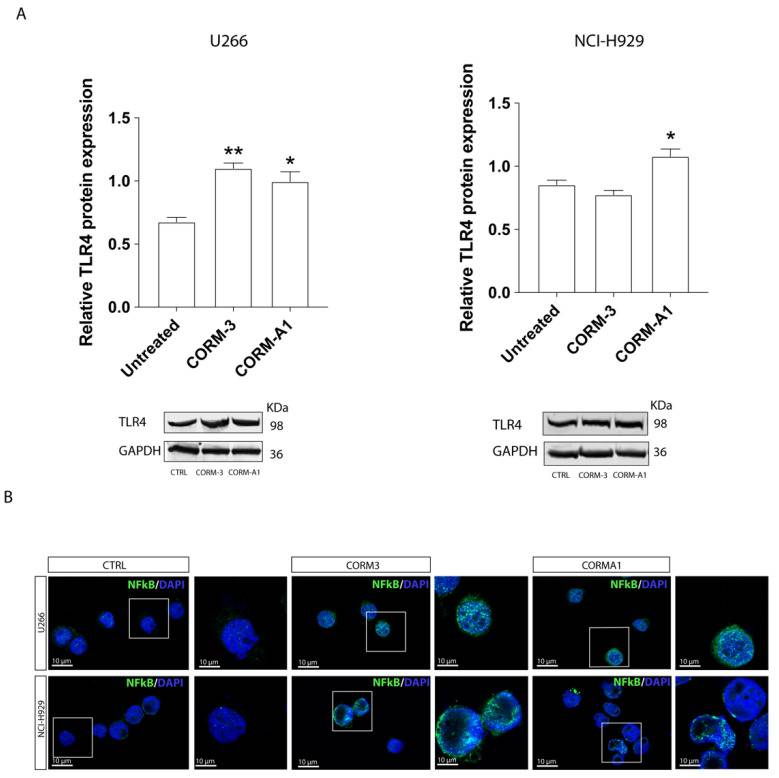 A
U266
Relative TLR4 protein expression
1.5
1.0
0.5
0.0
**
*
Untreated
CORM-3
CORM-A1
TLR4
GAPDH
KDa
98
36
CTRL CORM-3 CORM-A1
NCI-H929
Relative TLR4 protein expression
1.5
1.0
0.5
0.0
*
Untreated
CORM-3
CORM-A1
TLR4
GAPDH
KDa
98
36
CTRL CORM-3 CORM-A1
B
CTRL
CORM3
CORMA1
U266
NFkB/DAPI
10 μm
10 μm
NFkB/DAPI
10 μm
10 μm
NFkB/DAPI
10 μm
10 μm
NCI-H929
NFkB/DAPI
10 μm
10 μm
NFkB/DAPI
10 μm
10 μm
NFkB/DAPI
10 μm
10 μm